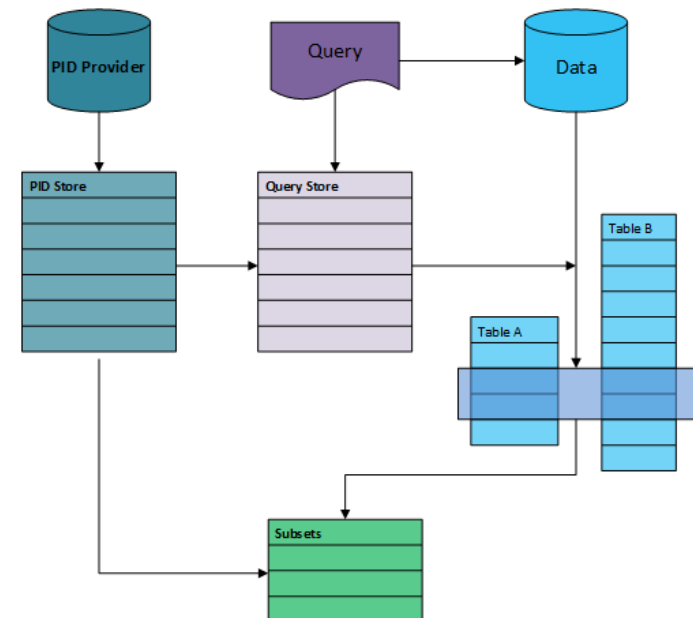 PID Provider
Query
Data
PID Store
Query Store
Table B
Table A
Subsets